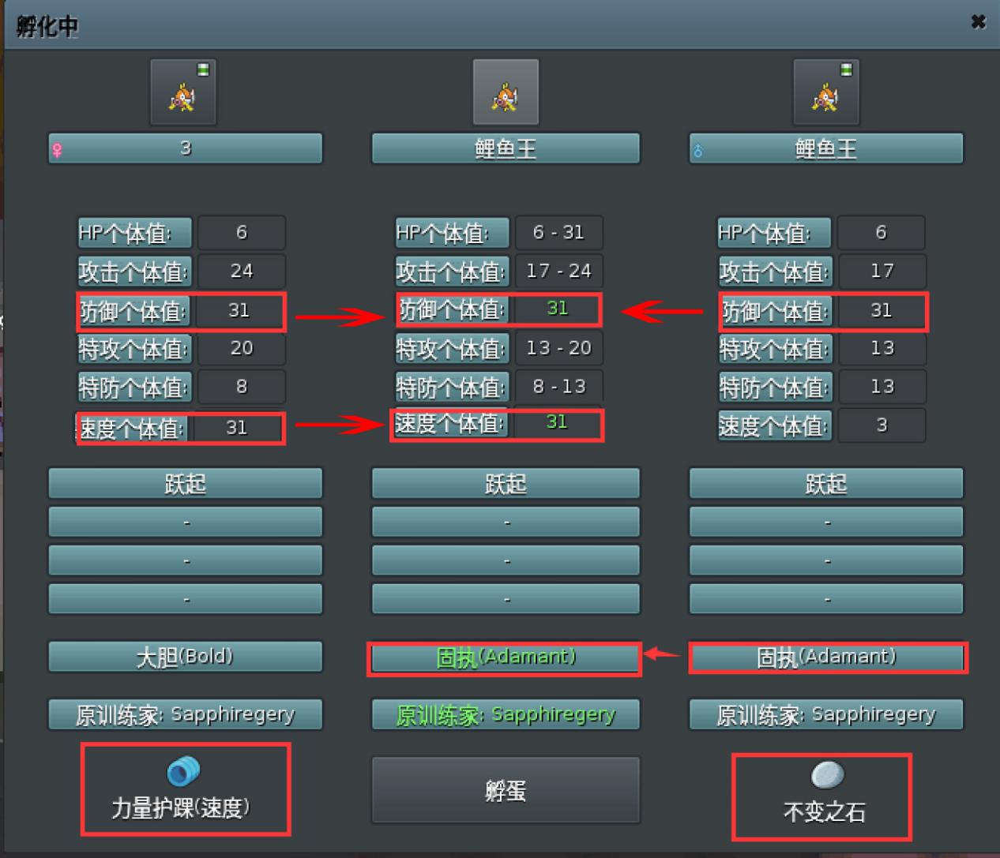 孵化中
3
鲤鱼王
鲤鱼王
HP个体值: 6
HP个体值: 6 - 31
HP个体值: 6
攻击个体值: 24
攻击个体值: 17 - 24
攻击个体值: 17
防御个体值: 31
防御个体值: 31
防御个体值: 31
特攻个体值: 20
特攻个体值: 13 - 20
特攻个体值: 13
特防个体值: 8
特防个体值: 8 - 13
特防个体值: 13
速度个体值: 31
速度个体值: 31
速度个体值: 3
跃起
跃起
跃起
-
-
-
-
-
-
-
-
-
大胆(Bold)
固执(Adamant)
固执(Adamant)
原训练家: Sapphiregery
原训练家: Sapphiregery
原训练家: Sapphiregery
力量护踝(速度)
孵蛋
不变之石